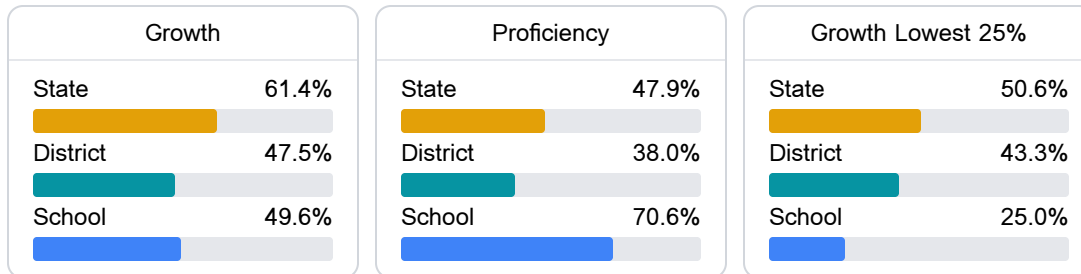 Growth
State 61.4%
District 47.5%
School 49.6%
Proficiency
State 47.9%
District 38.0%
School 70.6%
Growth Lowest 25%
State 50.6%
District 43.3%
School 25.0%